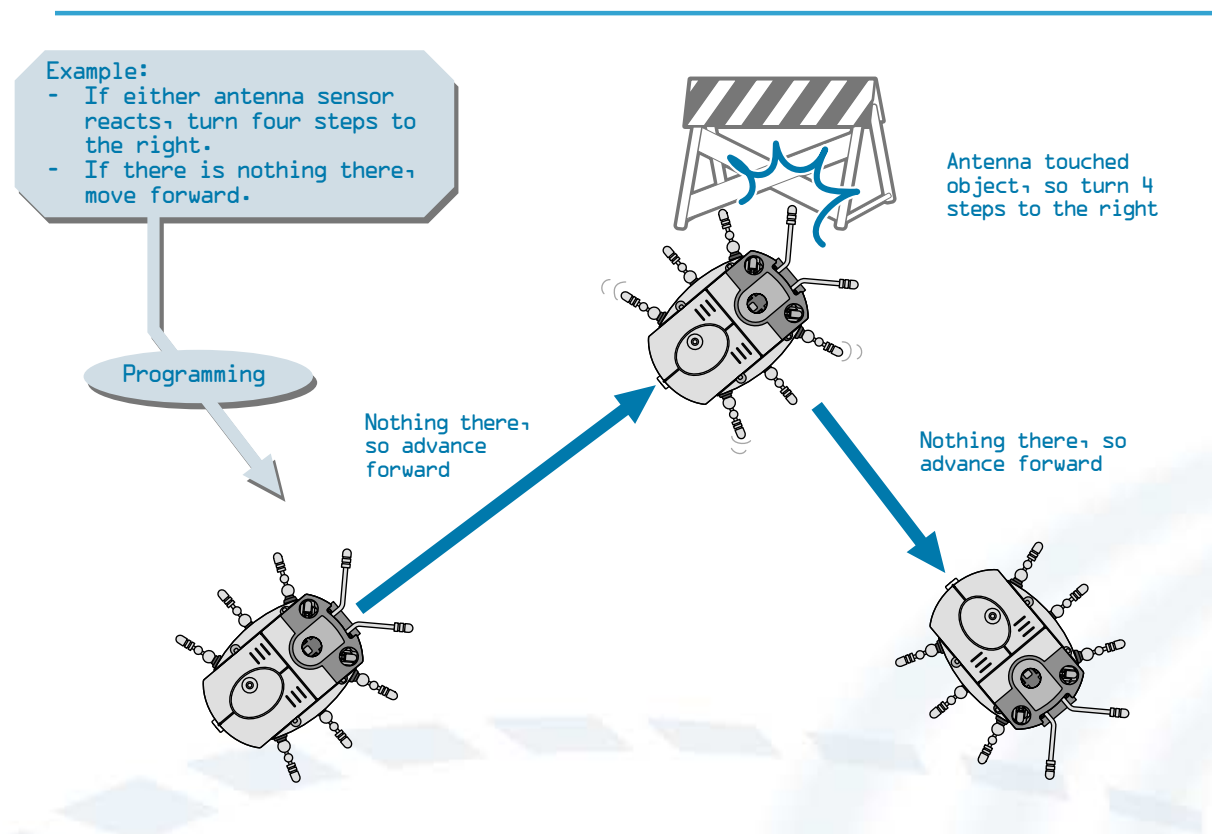 Example:
- If either antenna sensor
reacts, turn four steps to
the right.
- If there is nothing there,
move forward.
Programming
Nothing there,
so advance
forward
Antenna touched
object, so turn 4
steps to the right
Nothing there, so
advance forward